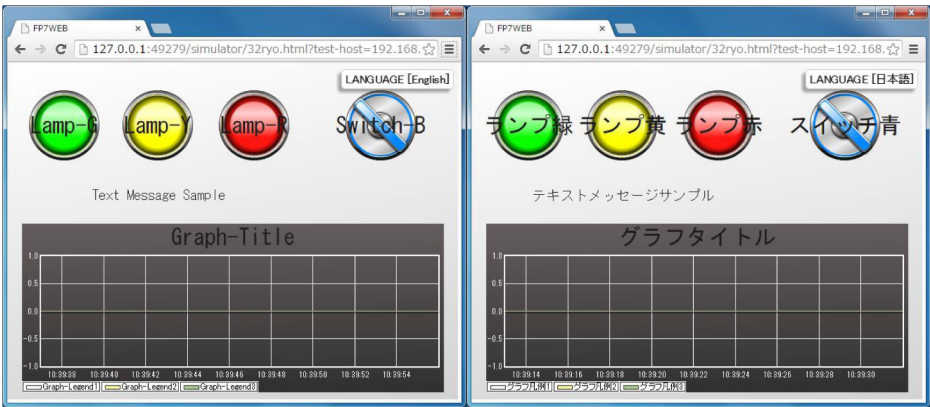 FP7WEB
127.0.0.1:49279/simulator/32ryo.html?test-host=192.168.
LANGUAGE [English]
Lamp-G Lamp-Y Lamp-R Switch-B
Text Message Sample
Graph-Title
1.0
0.5
0.0
-0.5
-1.0
10:39:38 10:39:40 10:39:42 10:39:44 10:39:46 10:39:48 10:39:50 10:39:52 10:39:54
Graph-Legend1 Graph-Legend2 Graph-Legend3
FP7WEB
127.0.0.1:49279/simulator/32ryo.html?test-host=192.168.
LANGUAGE [日本語]
ランプ緑 ランプ黄 ランプ赤 スイッチ青
テキストメッセージサンプル
グラフタイトル
1.0
0.5
0.0
-0.5
-1.0
10:39:14 10:39:16 10:39:18 10:39:20 10:39:22 10:39:24 10:39:26 10:39:28 10:39:30
グラフ凡例1 グラフ凡例2 グラフ凡例3